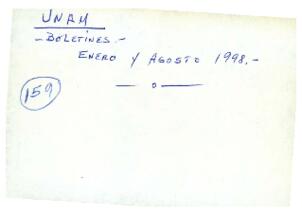 UNAM
- BOLETINES.-
ENERO Y AGOSTO 1998.-
159